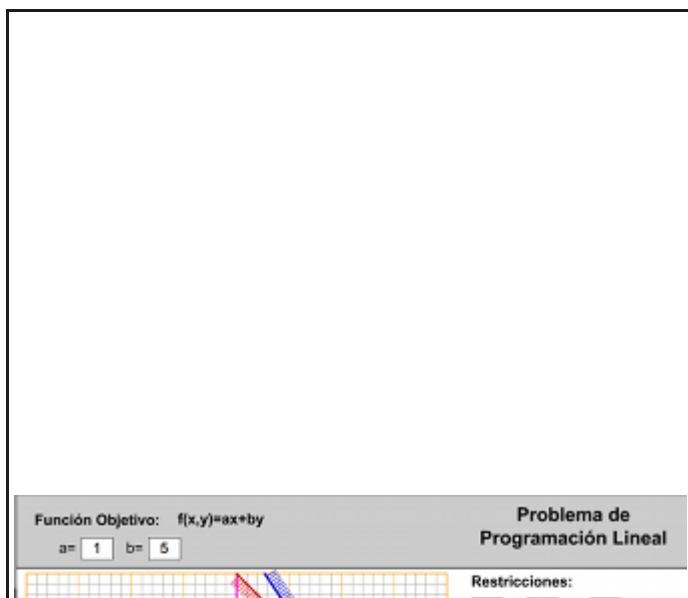 Función Objetivo: f(x,y)=ax+by
a= 1 b= 5
Problema de
Programación Lineal
Restricciones: